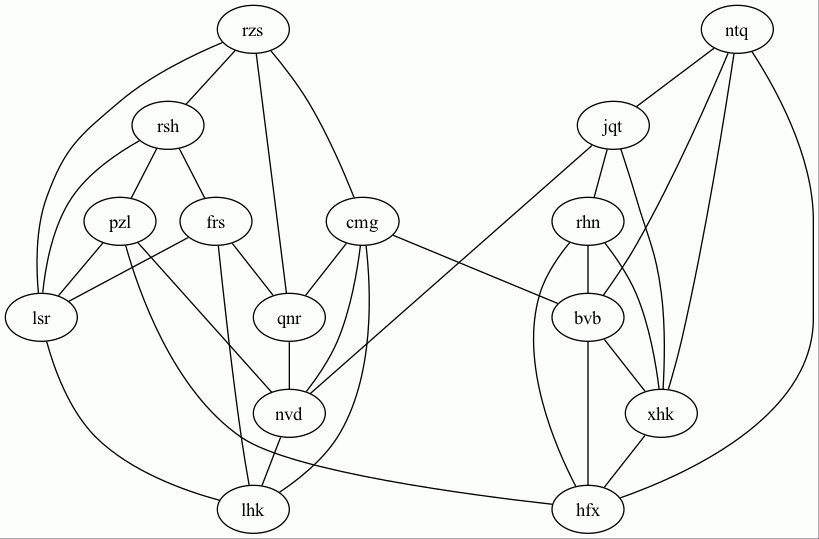 rzs
ntq
rsh
jqt
pzl
frs
cmg
rhn
lsr
qnr
bvb
nvd
xhk
lhk
hfx